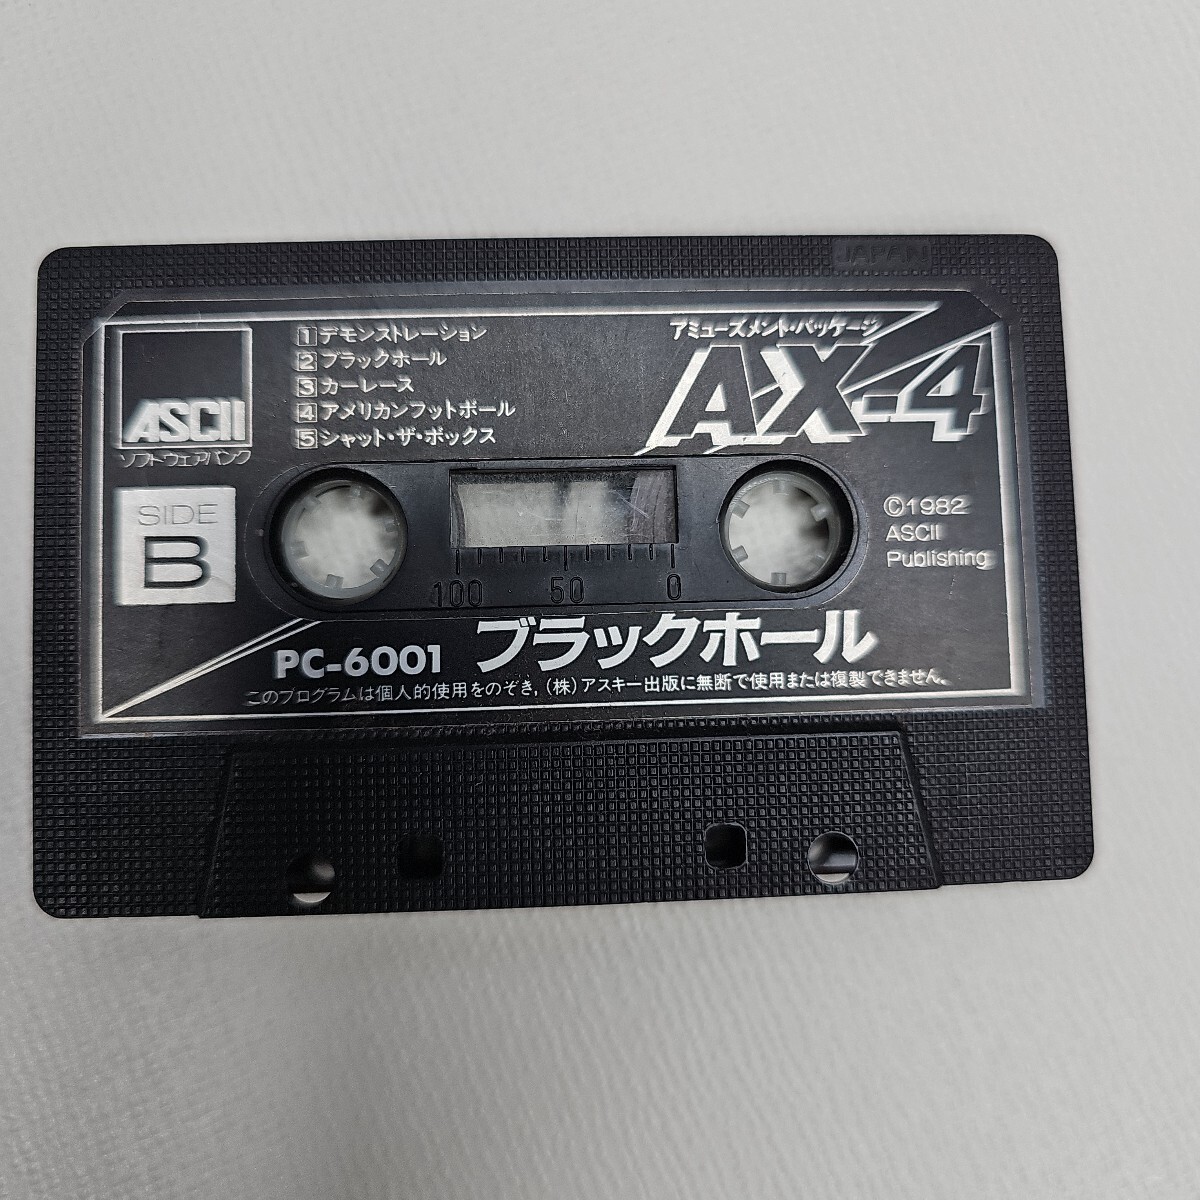 JAPAN
ASCII
ソフトウェアバンク
1 デモンストレーション
2 ブラックホール
3 カーレース
4 アメリカンフットボール
5 シャット・ザ・ボックス
アミューズメント・パッケージ
AX-4
SIDE
B
100 50 0
©1982
ASCII
Publishing
PC-6001 ブラックホール
このプログラムは個人的使用をのぞき,(株)アスキー出版に無断で使用または複製できません。